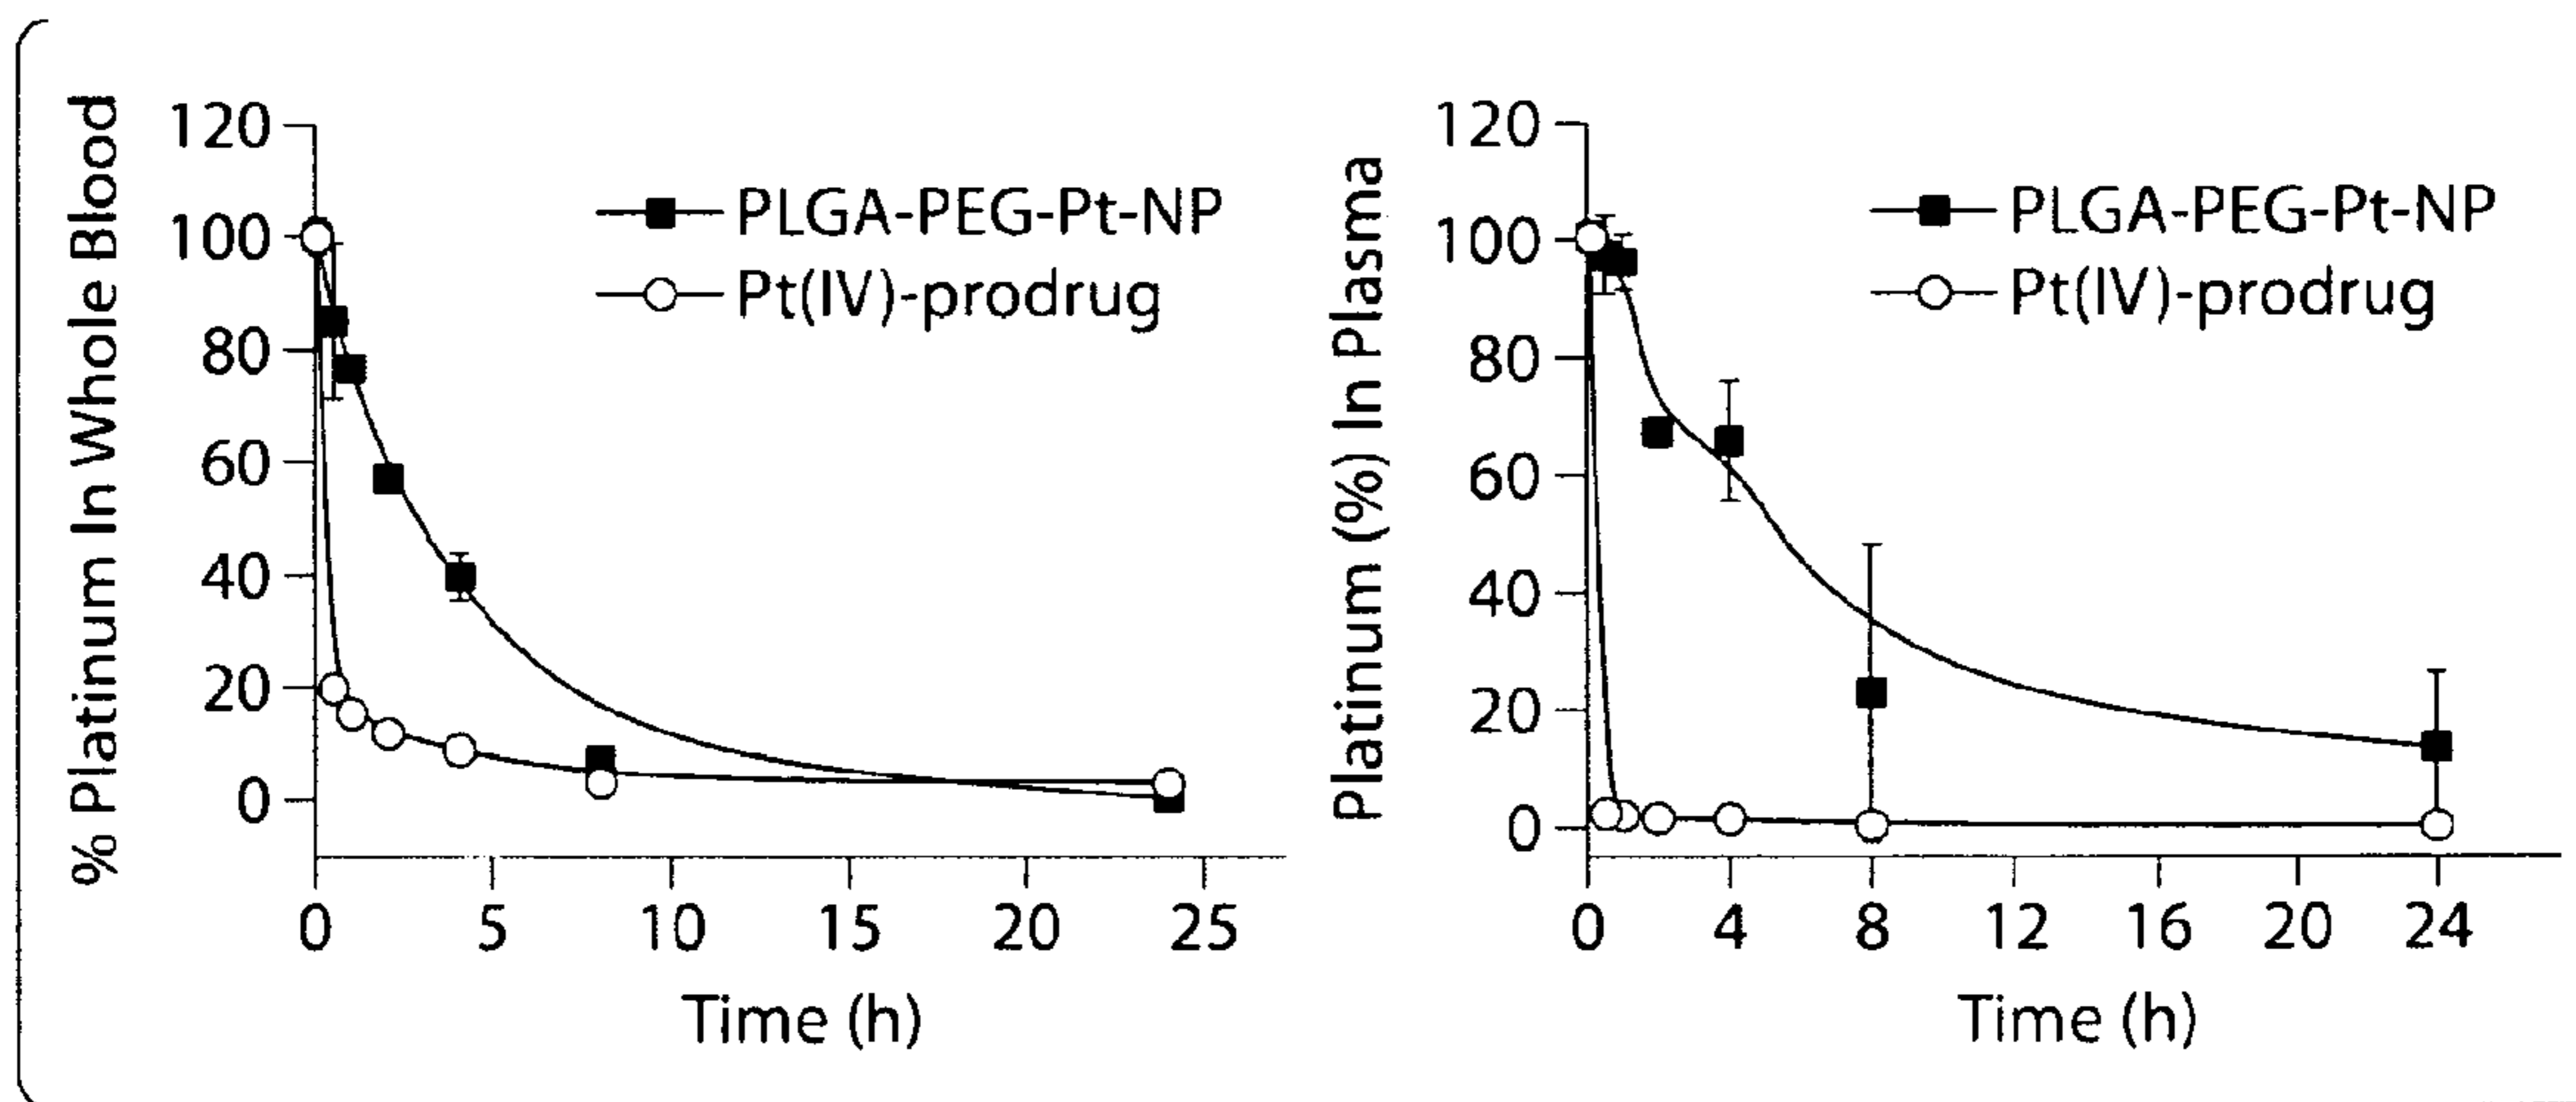 % Platinum In Whole Blood
120
100
80
60
40
20
0
PLGA-PEG-Pt-NP
Pt(IV)-prodrug
0 5 10 15 20 25
Time (h)
Platinum (%) In Plasma
120
100
80
60
40
20
0
PLGA-PEG-Pt-NP
Pt(IV)-prodrug
0 4 8 12 16 20 24
Time (h)